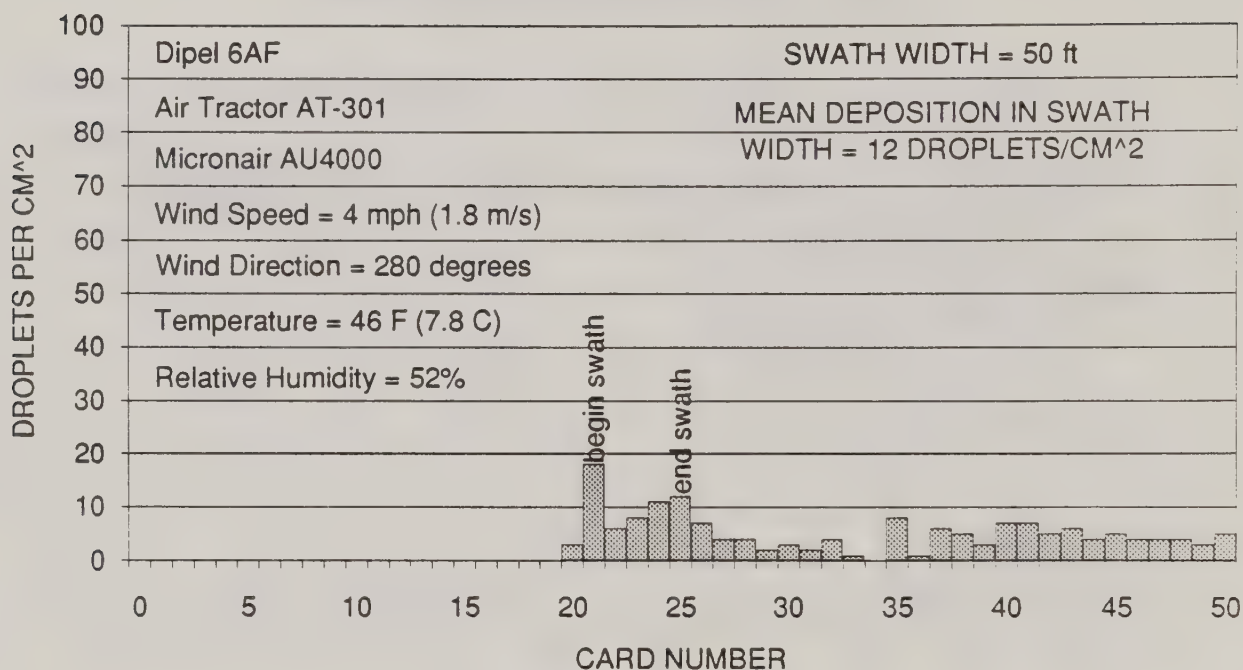 100
90
80
70
60
50
40
30
20
10
0
DROPLETS PER CM^2
Dipel 6AF
Air Tractor AT-301
Micronair AU4000
Wind Speed = 4 mph (1.8 m/s)
Wind Direction = 280 degrees
Temperature = 46 F (7.8 C)
Relative Humidity = 52%
SWATH WIDTH = 50 ft
MEAN DEPOSITION IN SWATH
WIDTH = 12 DROPLETS/CM^2
begin swath
end swath
0 5 10 15 20 25 30 35 40 45 50
CARD NUMBER